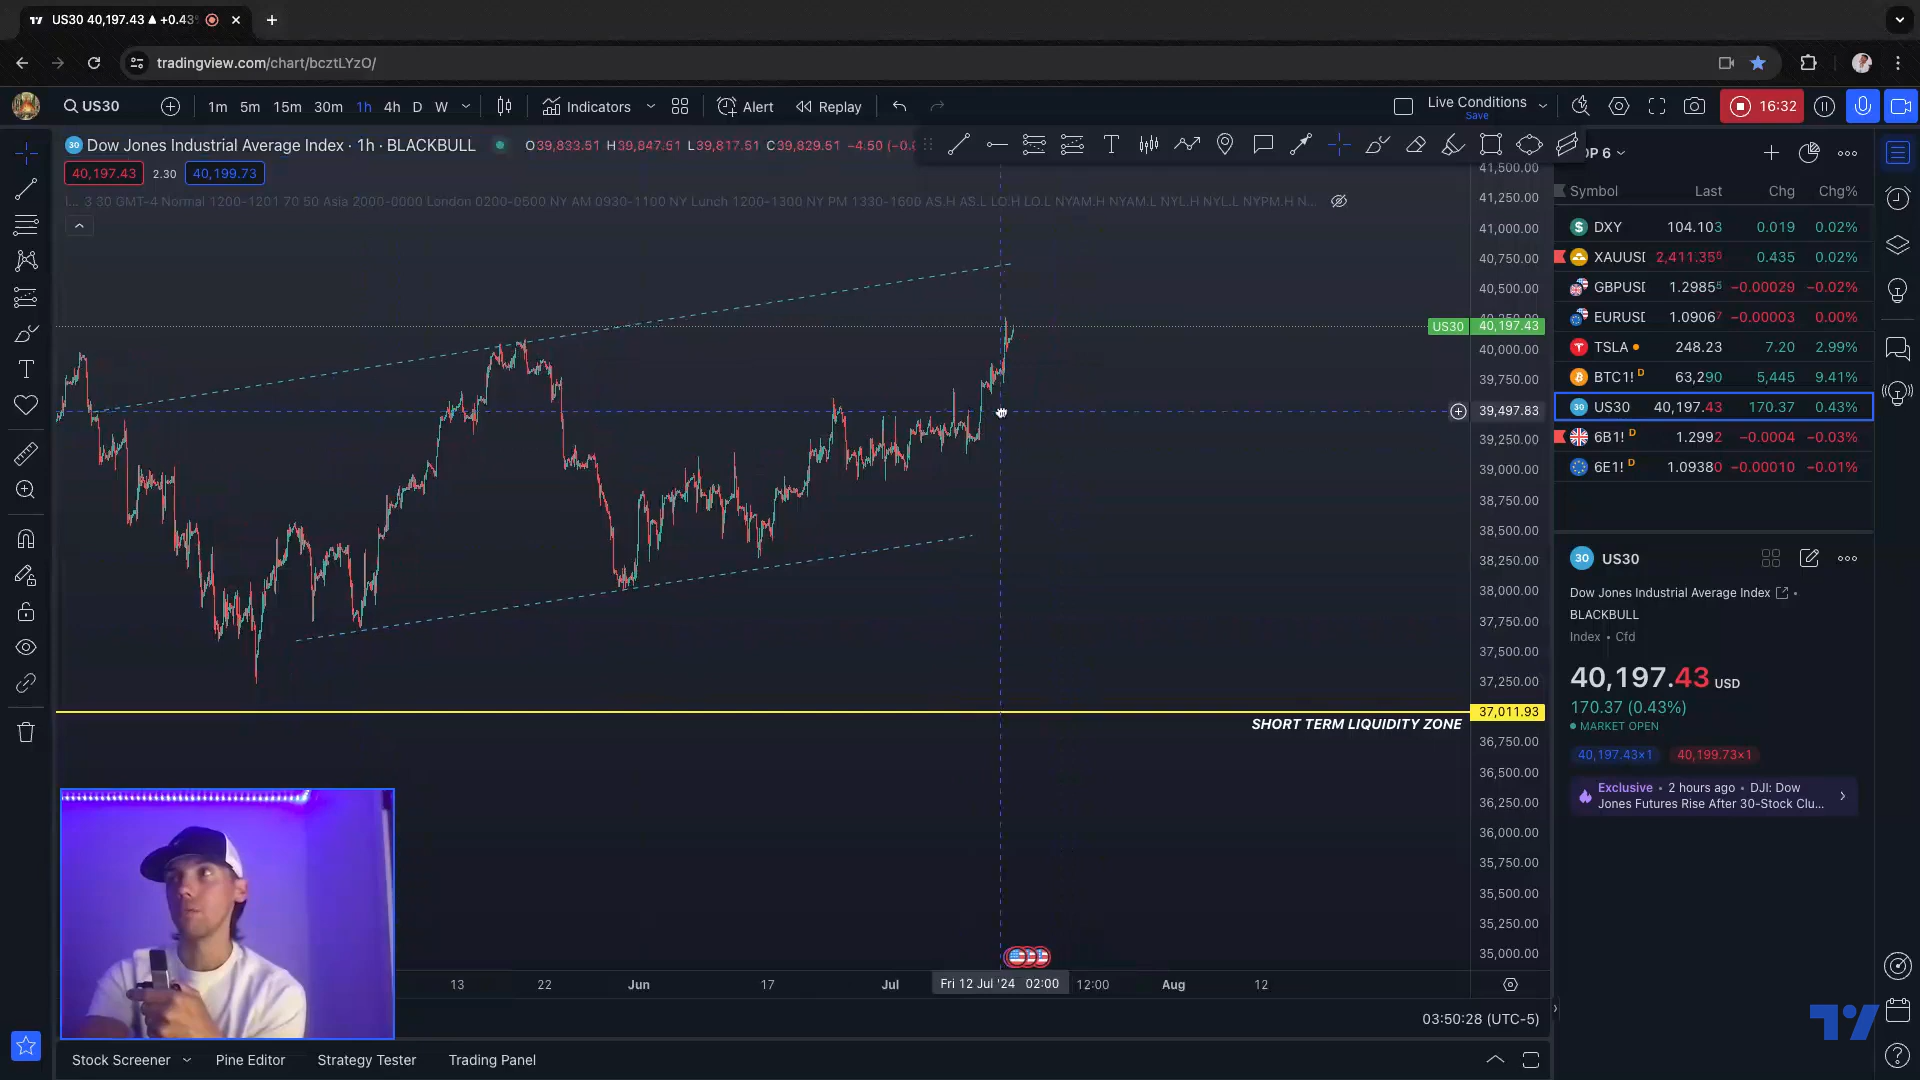 US30 40,197.43 ▲ +0.43
tradingview.com/chart/bcztLYzO/
US30
1m 5m 15m 30m 1h 4h D W
Indicators
Alert
Replay
Live Conditions
Save
16:32
30 Dow Jones Industrial Average Index · 1h · BLACKBULL
O39,833.51 H39,847.51 L39,817.51 C39,829.51 −4.50
40,197.43 2.30 40,199.73
3 30 GMT-4 Normal 1200-1201 70 50 Asia 2000-0000 London 0200-0500 NY AM 0930-1100 NY Lunch 1200-1300 NY PM 1330-1600 AS.H AS.L LO.H LO.L NYAM.H NYAM.L NYL.H NYL.L NYPM.H N...
41,500.00
41,250.00
41,000.00
40,750.00
40,500.00
US30 40,197.43
40,000.00
39,750.00
39,497.83
39,250.00
39,000.00
38,750.00
38,500.00
38,250.00
38,000.00
37,750.00
37,500.00
37,250.00
37,011.93
SHORT TERM LIQUIDITY ZONE
36,750.00
36,500.00
36,250.00
36,000.00
35,750.00
35,500.00
35,250.00
35,000.00
13 22 Jun 17 Jul Fri 12 Jul '24 02:00 12:00 Aug 12
03:50:28 (UTC-5)
Stock Screener Pine Editor Strategy Tester Trading Panel
OP 6
Symbol Last Chg Chg%
DXY 104.103 0.019 0.02%
XAUUSD 2,411.356 0.435 0.02%
GBPUSD 1.29855 −0.00029 −0.02%
EURUSD 1.09067 −0.00003 0.00%
TSLA 248.23 7.20 2.99%
BTC1! D 63,290 5,445 9.41%
30 US30 40,197.43 170.37 0.43%
6B1! D 1.2992 −0.0004 −0.03%
6E1! D 1.09380 −0.00010 −0.01%
30 US30
Dow Jones Industrial Average Index
BLACKBULL
Index • Cfd
40,197.43 USD
170.37 (0.43%)
MARKET OPEN
40,197.43×1 40,199.73×1
Exclusive • 2 hours ago • DJI: Dow
Jones Futures Rise After 30-Stock Clu...